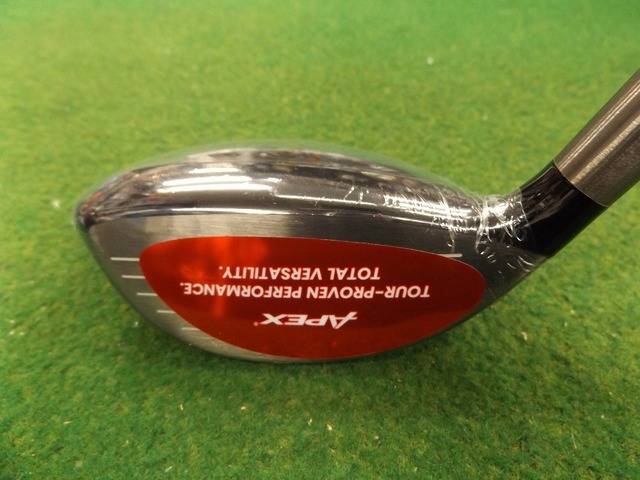 APEX
TOUR-PROVEN PERFORMANCE.
TOTAL VERSATILITY.